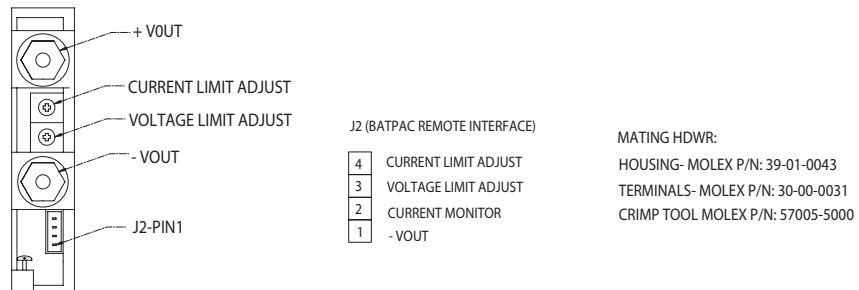 + V0UT
CURRENT LIMIT ADJUST
VOLTAGE LIMIT ADJUST
- VOUT
J2-PIN1
J2 (BATPAC REMOTE INTERFACE)
4 CURRENT LIMIT ADJUST
3 VOLTAGE LIMIT ADJUST
2 CURRENT MONITOR
1 - VOUT
MATING HDWR:
HOUSING- MOLEX P/N: 39-01-0043
TERMINALS- MOLEX P/N: 30-00-0031
CRIMP TOOL MOLEX P/N: 57005-5000